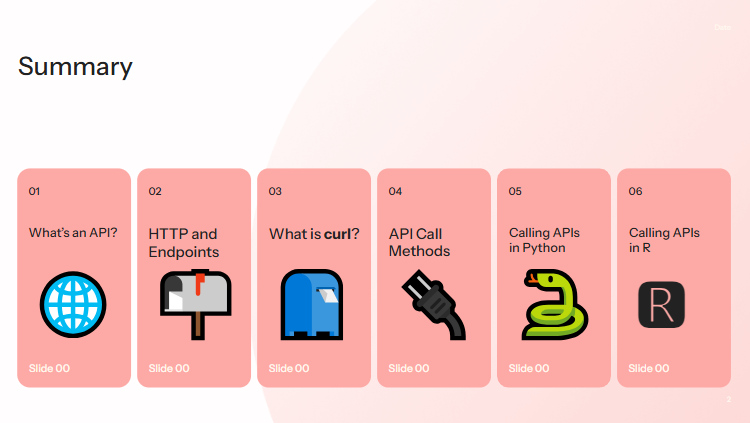 Summary
01
What's an API?
Slide 00
02
HTTP and
Endpoints
Slide 00
03
What is curl?
Slide 00
04
API Call
Methods
Slide 00
05
Calling APIs
in Python
Slide 00
06
Calling APIs
in R
R
Slide 00